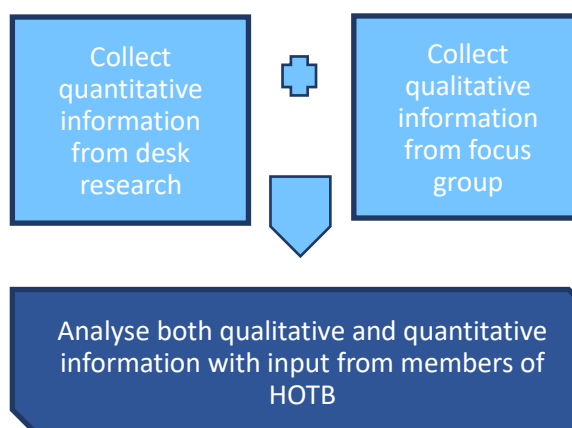 Collect
quantitative
information
from desk
research
Collect
qualitative
information
from focus
group
Analyse both qualitative and quantitative
information with input from members of
HOTB